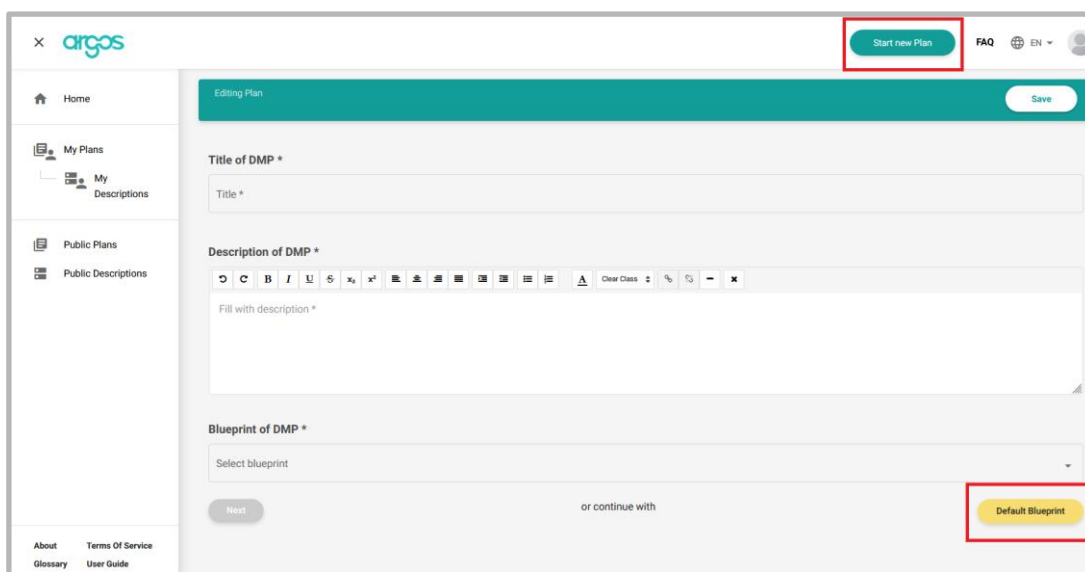 × argos
Start new Plan
FAQ
EN
Home
My Plans
My
Descriptions
Public Plans
Public Descriptions
Editing Plan
Save
Title of DMP *
Title *
Description of DMP *
B I U S x₂ x² A Clear Class
Fill with description *
Blueprint of DMP *
Select blueprint
Next
or continue with
Default Blueprint
About Terms Of Service
Glossary User Guide